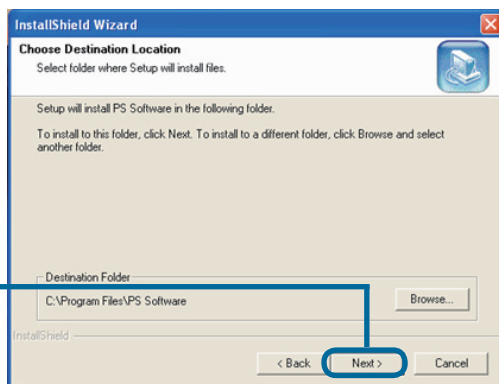 InstallShield Wizard
Choose Destination Location
Select folder where Setup will install files.
Setup will install PS Software in the following folder.
To install to this folder, click Next. To install to a different folder, click Browse and select
another folder.
Destination Folder
C:\Program Files\PS Software
Browse...
InstallShield
< Back
Next >
Cancel